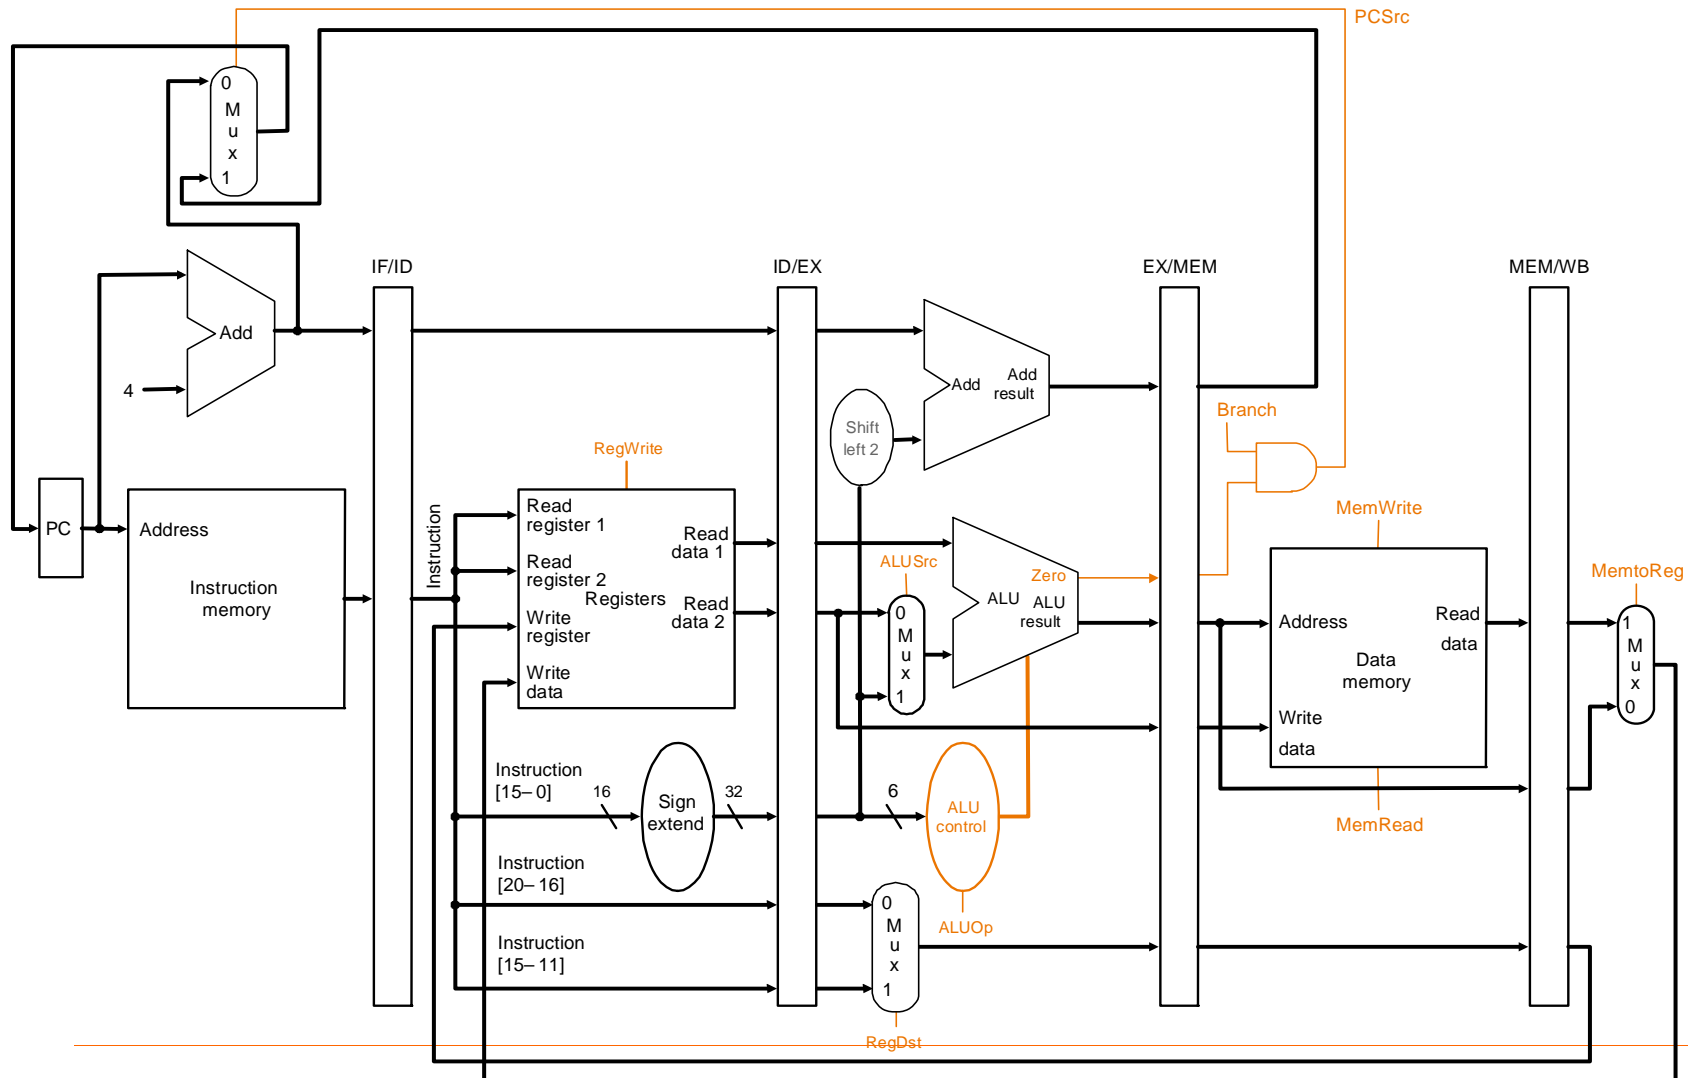 PCSrc
0
M
u
x
1
IF/ID
ID/EX
EX/MEM
MEM/WB
Add
4
Add
Add
result
Shift
left 2
Branch
RegWrite
PC
Address
Instruction
memory
Instruction
Read
register 1
Read
register 2
Write
register
Write
data
Registers
Read
data 1
Read
data 2
ALUSrc
0
M
u
x
1
Zero
ALU
ALU
result
MemWrite
Address
Read
data
Data
memory
Write
data
MemRead
MemtoReg
1
M
u
x
0
Instruction
[15–0]
16
Sign
extend
32
6
ALU
control
ALUOp
Instruction
[20–16]
Instruction
[15–11]
0
M
u
x
1
RegDst